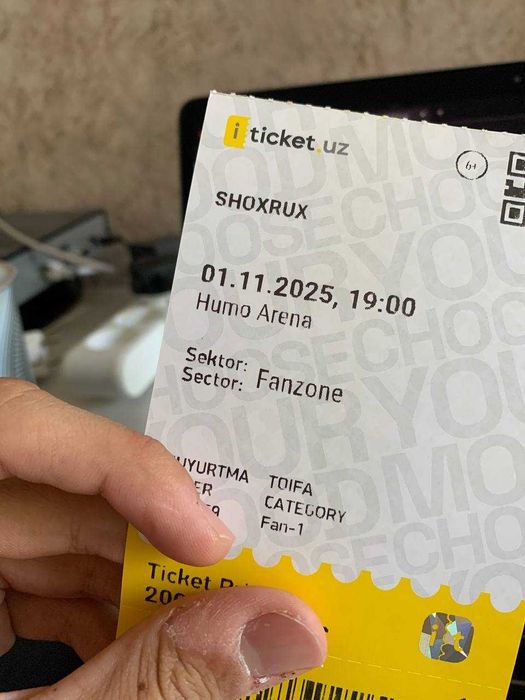 iticket.uz
6+
SHOXRUX
01.11.2025, 19:00
Humo Arena
Sektor:
Sector: Fanzone
TOIFA
CATEGORY
Fan-1
Ticket